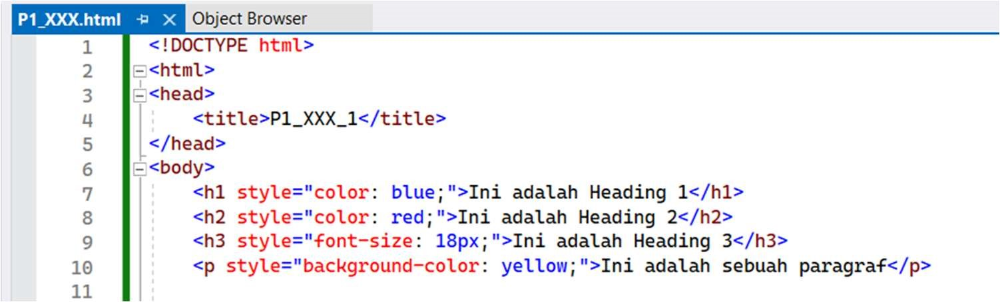 P1_XXX.html Object Browser
1 <!DOCTYPE html>
2 <html>
3 <head>
4 <title>P1_XXX_1</title>
5 </head>
6 <body>
7 <h1 style="color: blue;">Ini adalah Heading 1</h1>
8 <h2 style="color: red;">Ini adalah Heading 2</h2>
9 <h3 style="font-size: 18px;">Ini adalah Heading 3</h3>
10 <p style="background-color: yellow;">Ini adalah sebuah paragraf</p>
11